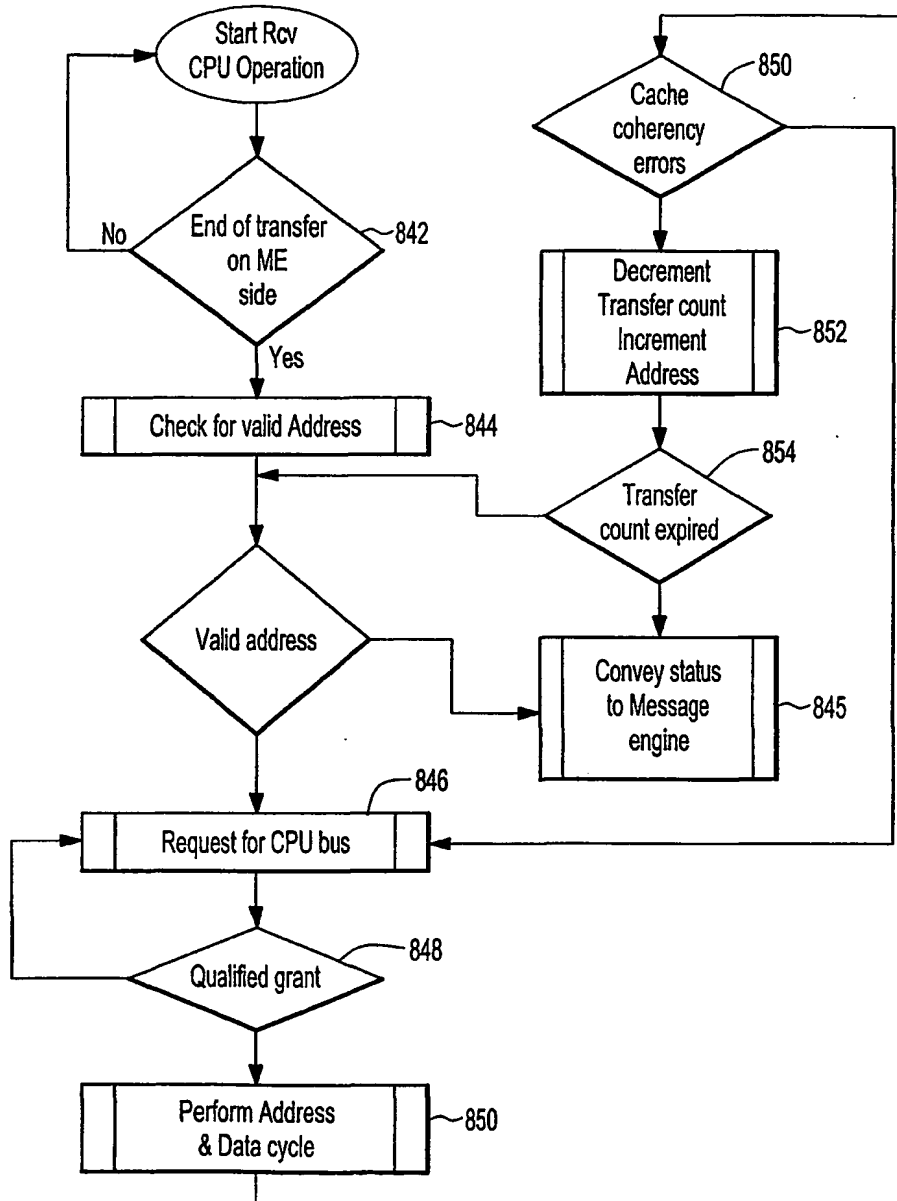 Start Rcv
CPU Operation
No
End of transfer
on ME
side
842
Yes
Check for valid Address
844
Valid address
846
Request for CPU bus
Qualified grant
848
Perform Address
& Data cycle
850
Cache
coherency
errors
850
Decrement
Transfer count
Increment
Address
852
Transfer
count expired
854
Convey status
to Message
engine
845